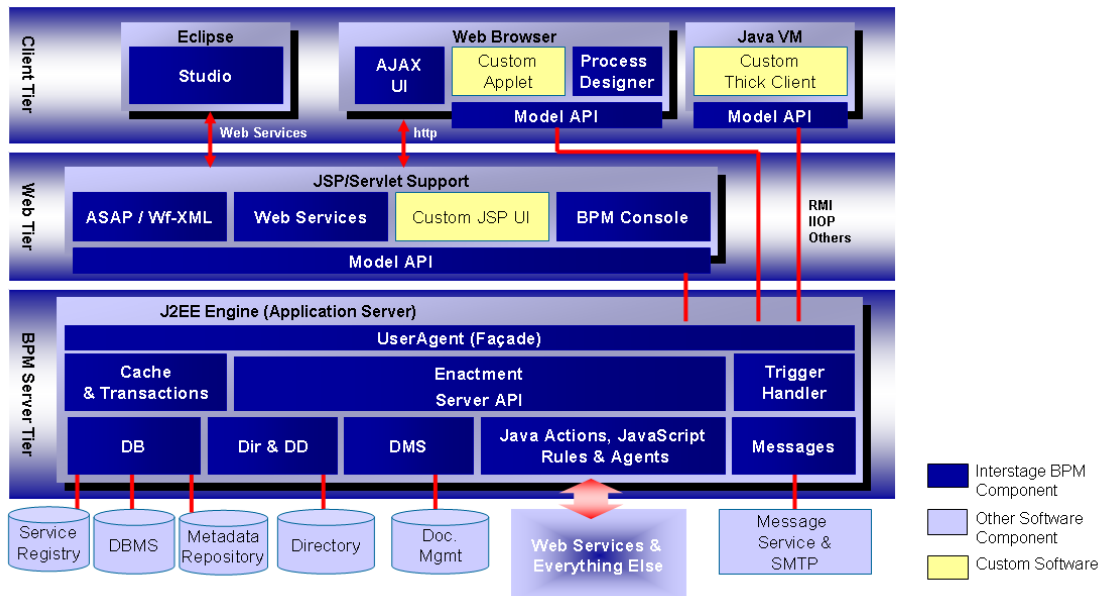 Client Tier
Eclipse
Studio
Web Browser
AJAX
UI
Custom
Applet
Process
Designer
Model API
Java VM
Custom
Thick Client
Model API
Web Services
http
Web Tier
JSP/Servlet Support
ASAP / Wf-XML
Web Services
Custom JSP UI
BPM Console
Model API
RMI
IIOP
Others
BPM Server Tier
J2EE Engine (Application Server)
UserAgent (Façade)
Cache
& Transactions
Enactment
Server API
Trigger
Handler
DB
Dir & DD
DMS
Java Actions, JavaScript
Rules & Agents
Messages
Service
Registry
DBMS
Metadata
Repository
Directory
Doc.
Mgmt
Web Services &
Everything Else
Message
Service &
SMTP
Interstage BPM
Component
Other Software
Component
Custom Software